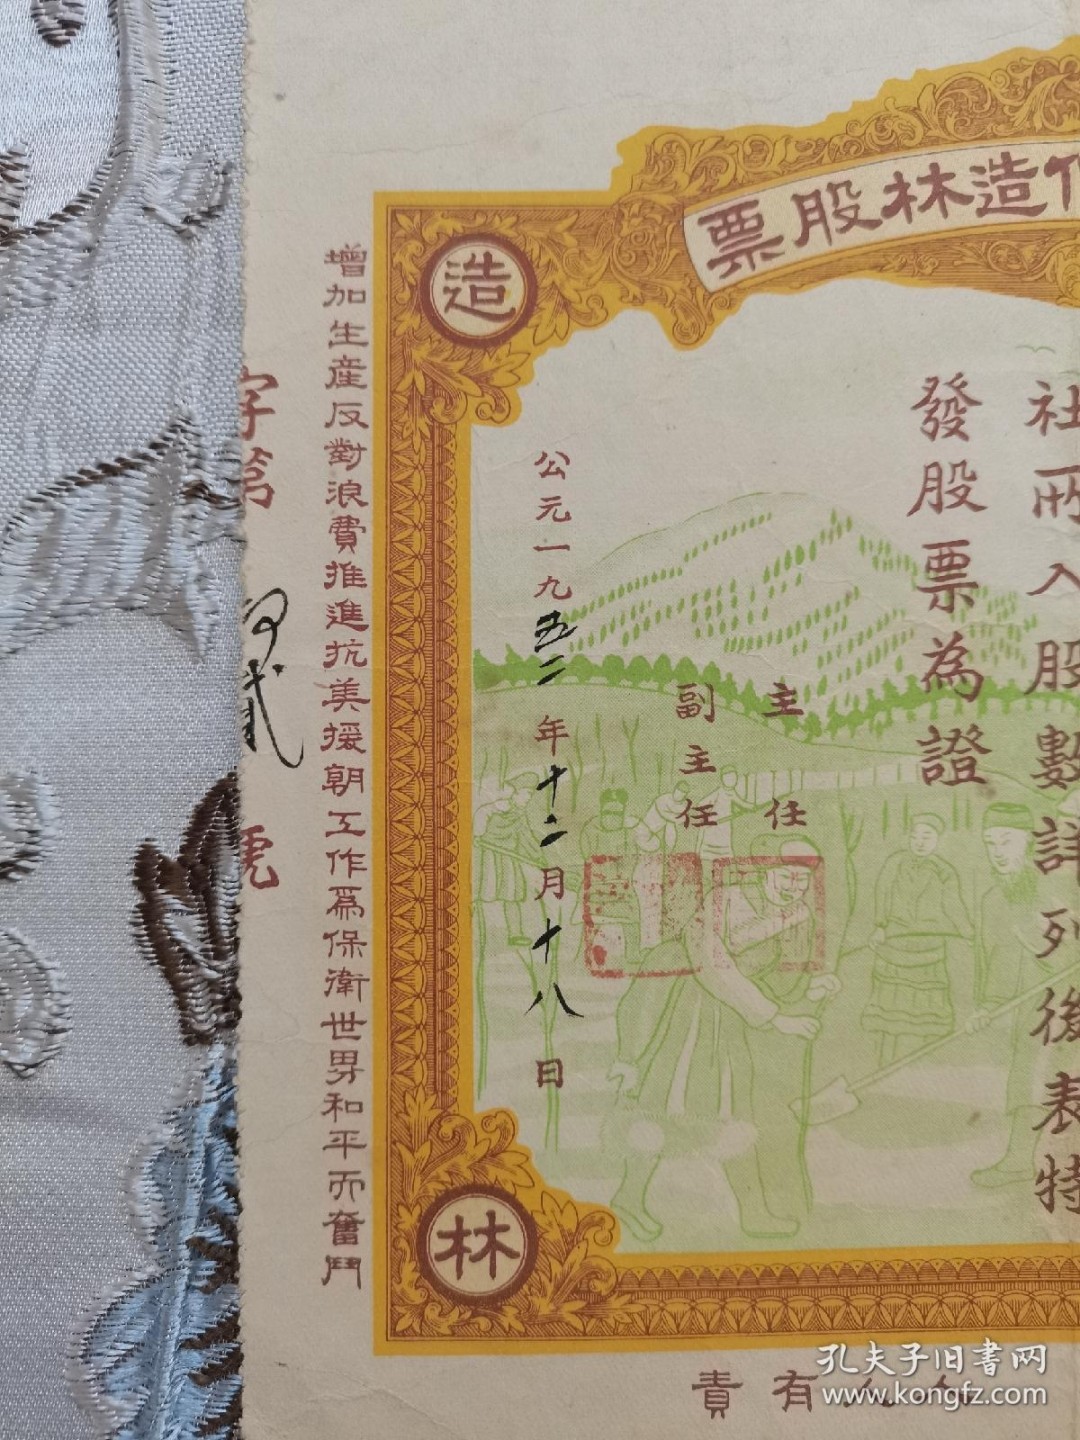 作造林股票
社所入股數詳列後表特
發股票為證
主任
副主任
公元一九五二年十二月十八日
造
林
增加生產反對浪費推進抗美援朝工作爲保衛世界和平而奮鬥
字第
號
人人有責
孔夫子旧書网
www.kongfz.com